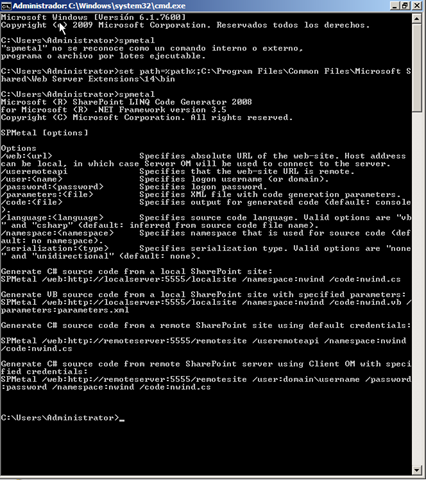 Administrador: C:\Windows\system32\cmd.exe
Microsoft Windows [Versión 6.1.7600]
Copyright (c) 2009 Microsoft Corporation. Reservados todos los derechos.
C:\Users\Administrator>spmetal
"spmetal" no se reconoce como un comando interno o externo,
programa o archivo por lotes ejecutable.
C:\Users\Administrator>set path=%path%;C:\Program Files\Common Files\Microsoft S
hared\Web Server Extensions\14\bin
C:\Users\Administrator>spmetal
Microsoft (R) SharePoint LINQ Code Generator 2008
for Microsoft (R) .NET Framework version 3.5
Copyright (C) Microsoft Corporation. All rights reserved.
SPMetal [options]
Options
/web:<url> Specifies absolute URL of the web-site. Host address
can be local, in which case Server OM will be used to connect to the server.
/useremoteapi Specifies that the web-site URL is remote.
/user:<name> Specifies logon username (or domain).
/password:<password> Specifies logon password.
/parameters:<file> Specifies XML file with code generation parameters.
/code:<file> Specifies output for generated code (default: console
).
/language:<language> Specifies source code language. Valid options are "vb
" and "csharp" (default: inferred from source code file name).
/namespace:<namespace> Specifies namespace that is used for source code (def
ault: no namespace).
/serialization:<type> Specifies serialization type. Valid options are "none
" and "unidirectional" (default: none).
Generate C# source code from a local SharePoint site:
SPMetal /web:http://localserver:5555/localsite /namespace:nwind /code:nwind.cs
Generate VB source code from a local SharePoint site with specified parameters:
SPMetal /web:http://localserver:5555/localsite /namespace:nwind /code:nwind.vb /
parameters:parameters.xml
Generate C# source code from a remote SharePoint site using default credentials:
SPMetal /web:http://remoteserver:5555/remotesite /useremoteapi /namespace:nwind
/code:nwind.cs
Generate C# source code from remote SharePoint server using Client OM with speci
fied credentials:
SPMetal /web:http://remoteserver:5555/remotesite /user:domain\username /password
:password /namespace:nwind /code:nwind.cs
C:\Users\Administrator>_